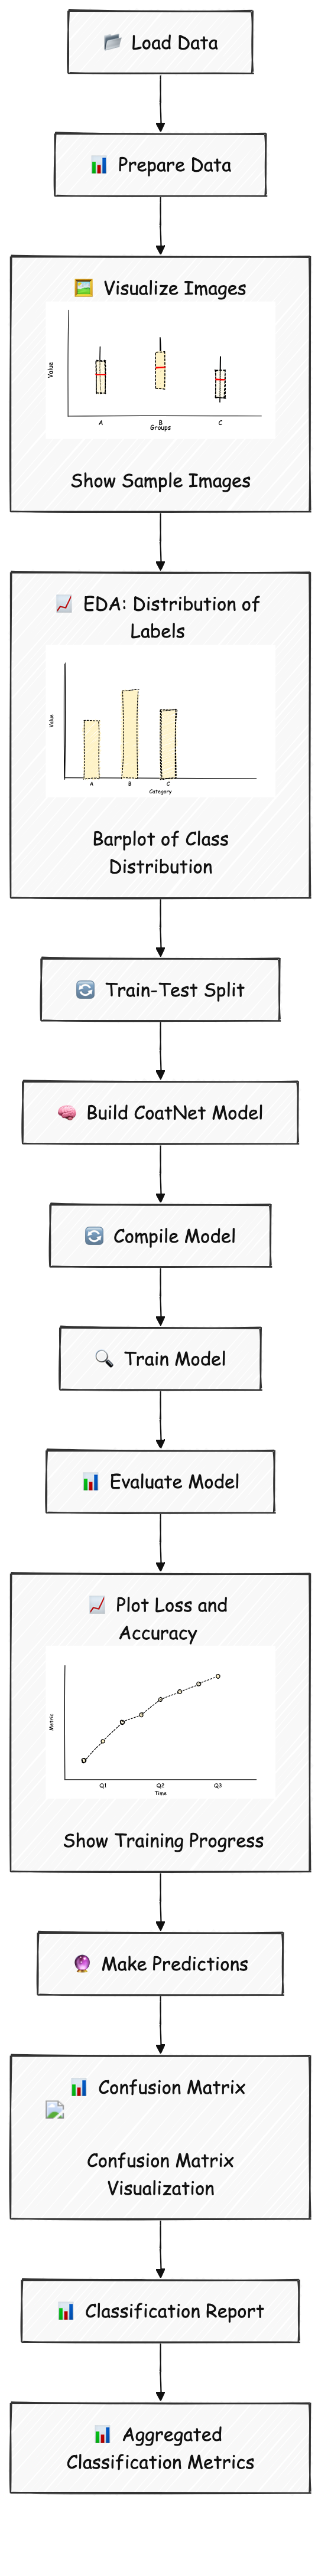 Load Data
Prepare Data
Visualize Images
Value
A
B
C
Groups
Show Sample Images
EDA: Distribution of
Labels
Value
A
B
C
Category
Barplot of Class
Distribution
Train-Test Split
Build CoatNet Model
Compile Model
Train Model
Evaluate Model
Plot Loss and
Accuracy
Metric
Q1
Q2
Q3
Time
Show Training Progress
Make Predictions
Confusion Matrix
Confusion Matrix
Visualization
Classification Report
Aggregated
Classification Metrics